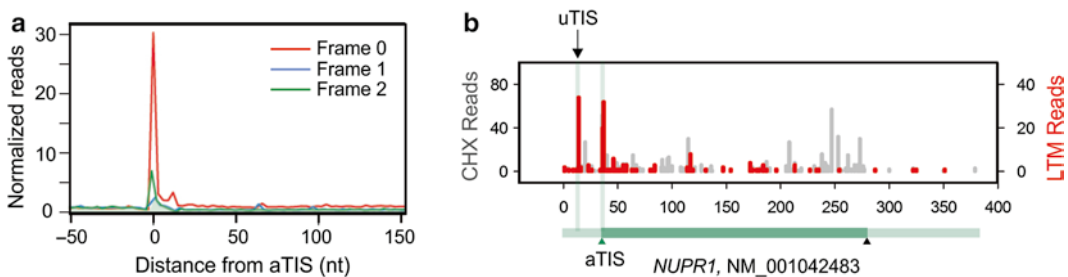 a
Normalized reads
30
20
10
0
Frame 0
Frame 1
Frame 2
−50 0 50 100 150
Distance from aTIS (nt)
b
uTIS
CHX Reads
80
40
0
LTM Reads
40
20
0
0 50 100 150 200 250 300 350 400
aTIS
NUPR1, NM_001042483